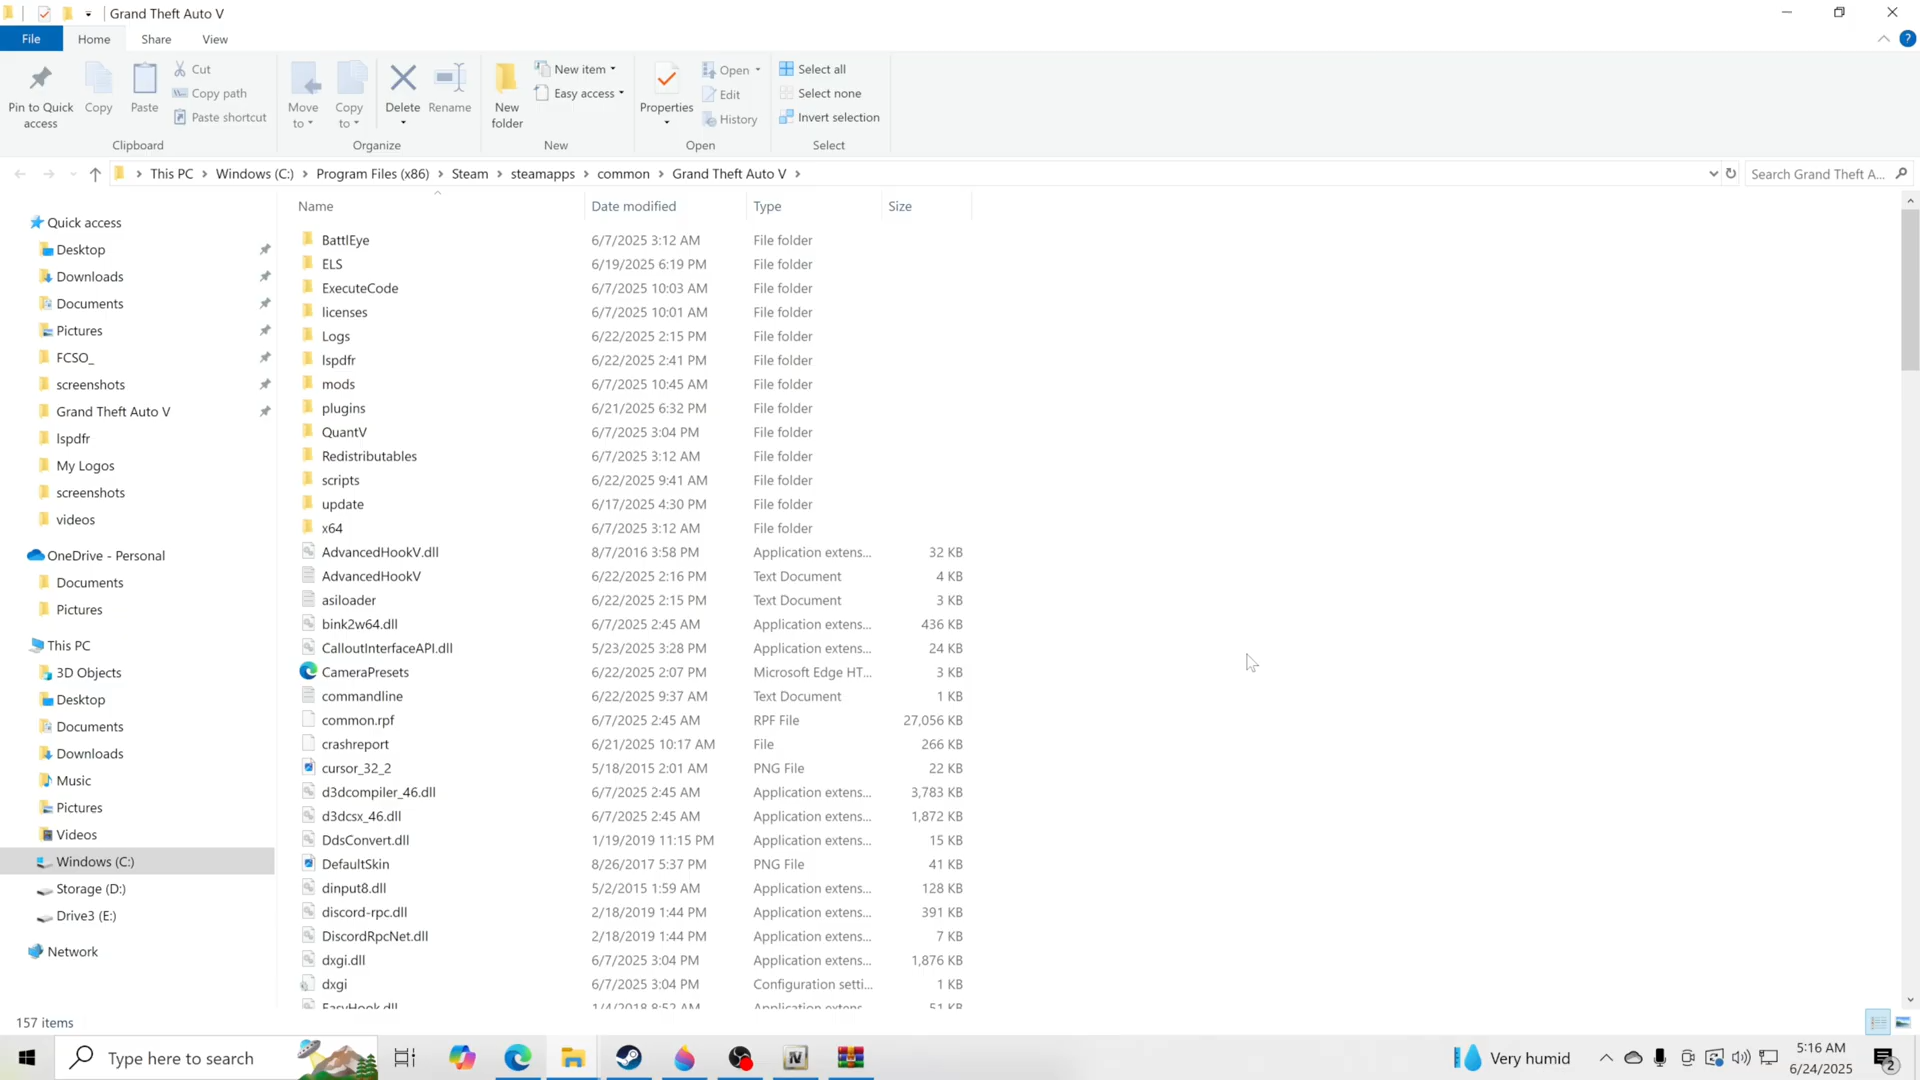 Grand Theft Auto V
File Home Share View
Pin to Quick access
Copy
Paste
Cut
Copy path
Paste shortcut
Clipboard
Move to
Copy to
Delete
Rename
Organize
New folder
New item
Easy access
New
Properties
Open
Edit
History
Open
Select all
Select none
Invert selection
Select
This PC > Windows (C:) > Program Files (x86) > Steam > steamapps > common > Grand Theft Auto V >
Search Grand Theft A...
Quick access
Desktop
Downloads
Documents
Pictures
FCSO_
screenshots
Grand Theft Auto V
lspdfr
My Logos
screenshots
videos
OneDrive - Personal
Documents
Pictures
This PC
3D Objects
Desktop
Documents
Downloads
Music
Pictures
Videos
Windows (C:)
Storage (D:)
Drive3 (E:)
Network
Name Date modified Type Size
BattlEye 6/7/2025 3:12 AM File folder
ELS 6/19/2025 6:19 PM File folder
ExecuteCode 6/7/2025 10:03 AM File folder
licenses 6/7/2025 10:01 AM File folder
Logs 6/22/2025 2:15 PM File folder
lspdfr 6/22/2025 2:41 PM File folder
mods 6/7/2025 10:45 AM File folder
plugins 6/21/2025 6:32 PM File folder
QuantV 6/7/2025 3:04 PM File folder
Redistributables 6/7/2025 3:12 AM File folder
scripts 6/22/2025 9:41 AM File folder
update 6/17/2025 4:30 PM File folder
x64 6/7/2025 3:12 AM File folder
AdvancedHookV.dll 8/7/2016 3:58 PM Application extens... 32 KB
AdvancedHookV 6/22/2025 2:16 PM Text Document 4 KB
asiloader 6/22/2025 2:15 PM Text Document 3 KB
bink2w64.dll 6/7/2025 2:45 AM Application extens... 436 KB
CalloutInterfaceAPI.dll 5/23/2025 3:28 PM Application extens... 24 KB
CameraPresets 6/22/2025 2:07 PM Microsoft Edge HT... 3 KB
commandline 6/22/2025 9:37 AM Text Document 1 KB
common.rpf 6/7/2025 2:45 AM RPF File 27,056 KB
crashreport 6/21/2025 10:17 AM File 266 KB
cursor_32_2 5/18/2015 2:01 AM PNG File 22 KB
d3dcompiler_46.dll 6/7/2025 2:45 AM Application extens... 3,783 KB
d3dcsx_46.dll 6/7/2025 2:45 AM Application extens... 1,872 KB
DdsConvert.dll 1/19/2019 11:15 PM Application extens... 15 KB
DefaultSkin 8/26/2017 5:37 PM PNG File 41 KB
dinput8.dll 5/2/2015 1:59 AM Application extens... 128 KB
discord-rpc.dll 2/18/2019 1:44 PM Application extens... 391 KB
DiscordRpcNet.dll 2/18/2019 1:44 PM Application extens... 7 KB
dxgi.dll 6/7/2025 3:04 PM Application extens... 1,876 KB
dxgi 6/7/2025 3:04 PM Configuration setti... 1 KB
EasyHook.dll 1/4/2018 8:52 AM Application extens... 51 KB
157 items
Type here to search
IV
Very humid
5:16 AM
6/24/2025
2